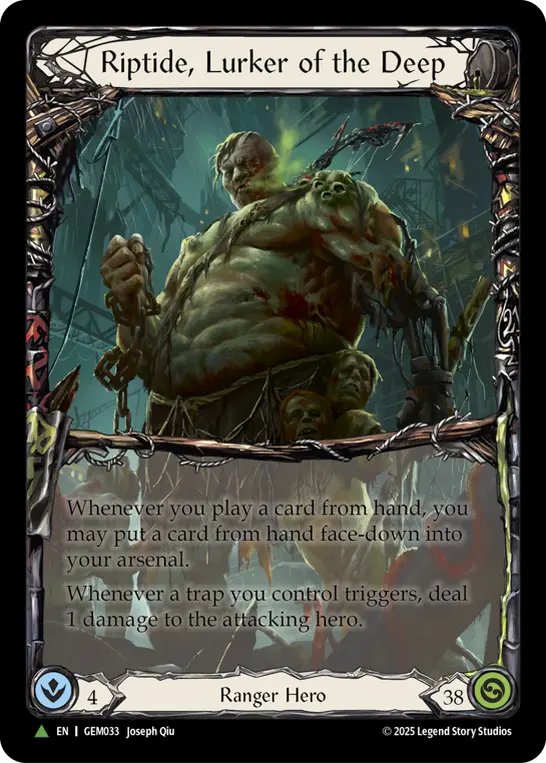 Riptide, Lurker of the Deep
Whenever you play a card from hand, you
may put a card from hand face-down into
your arsenal.
Whenever a trap you control triggers, deal
1 damage to the attacking hero.
4
Ranger Hero
38
EN | GEM033 Joseph Qiu
© 2025 Legend Story Studios